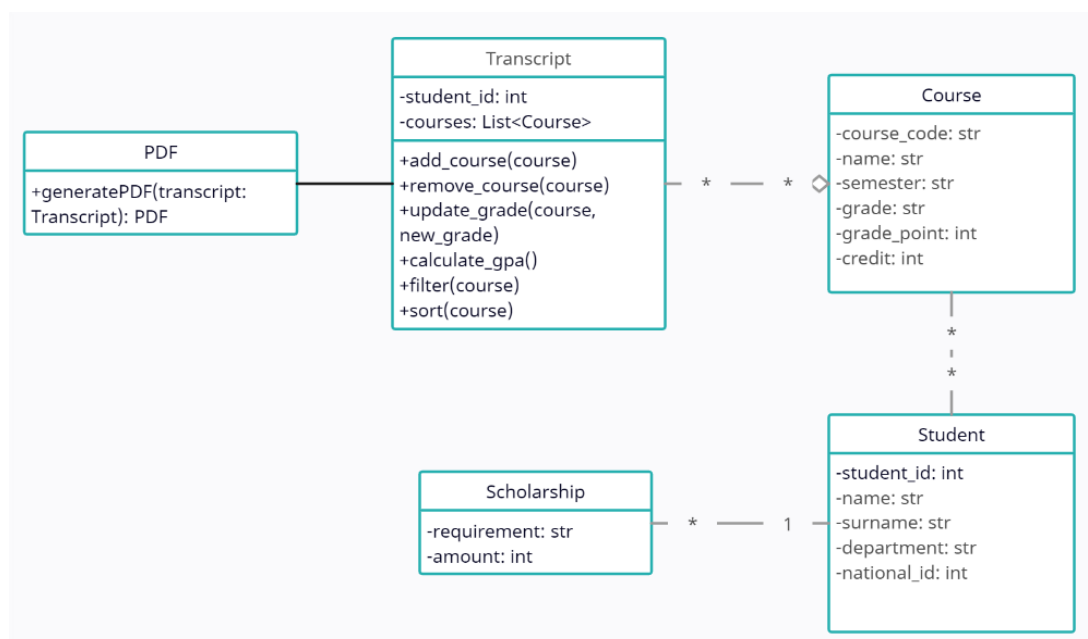 PDF
+generatePDF(transcript:
Transcript): PDF
Transcript
-student_id: int
-courses: List<Course>
+add_course(course)
+remove_course(course)
+update_grade(course,
new_grade)
+calculate_gpa()
+filter(course)
+sort(course)
* *
Course
-course_code: str
-name: str
-semester: str
-grade: str
-grade_point: int
-credit: int
*
*
Scholarship
-requirement: str
-amount: int
* 1
Student
-student_id: int
-name: str
-surname: str
-department: str
-national_id: int